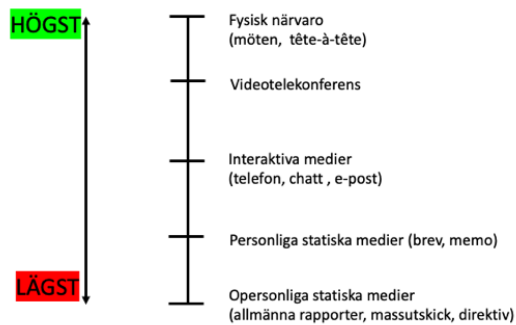 HÖGST
Fysisk närvaro
(möten, tête-à-tête)
Videotelekonferens
Interaktiva medier
(telefon, chatt , e-post)
Personliga statiska medier (brev, memo)
LÄGST
Opersonliga statiska medier
(allmänna rapporter, massutskick, direktiv)